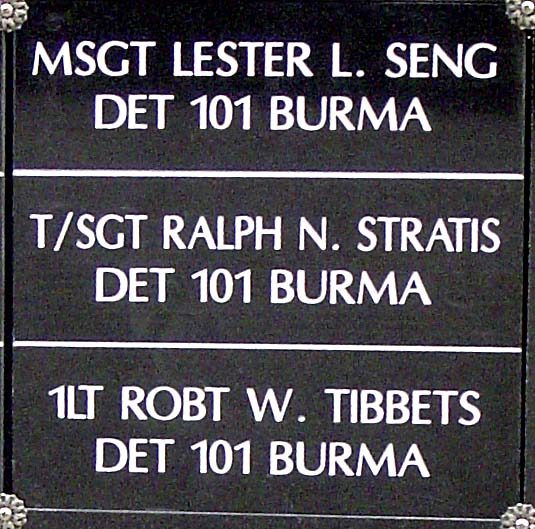 MSGT LESTER L. SENG
DET 101 BURMA
T/SGT RALPH N. STRATIS
DET 101 BURMA
1LT ROBT W. TIBBETS
DET 101 BURMA